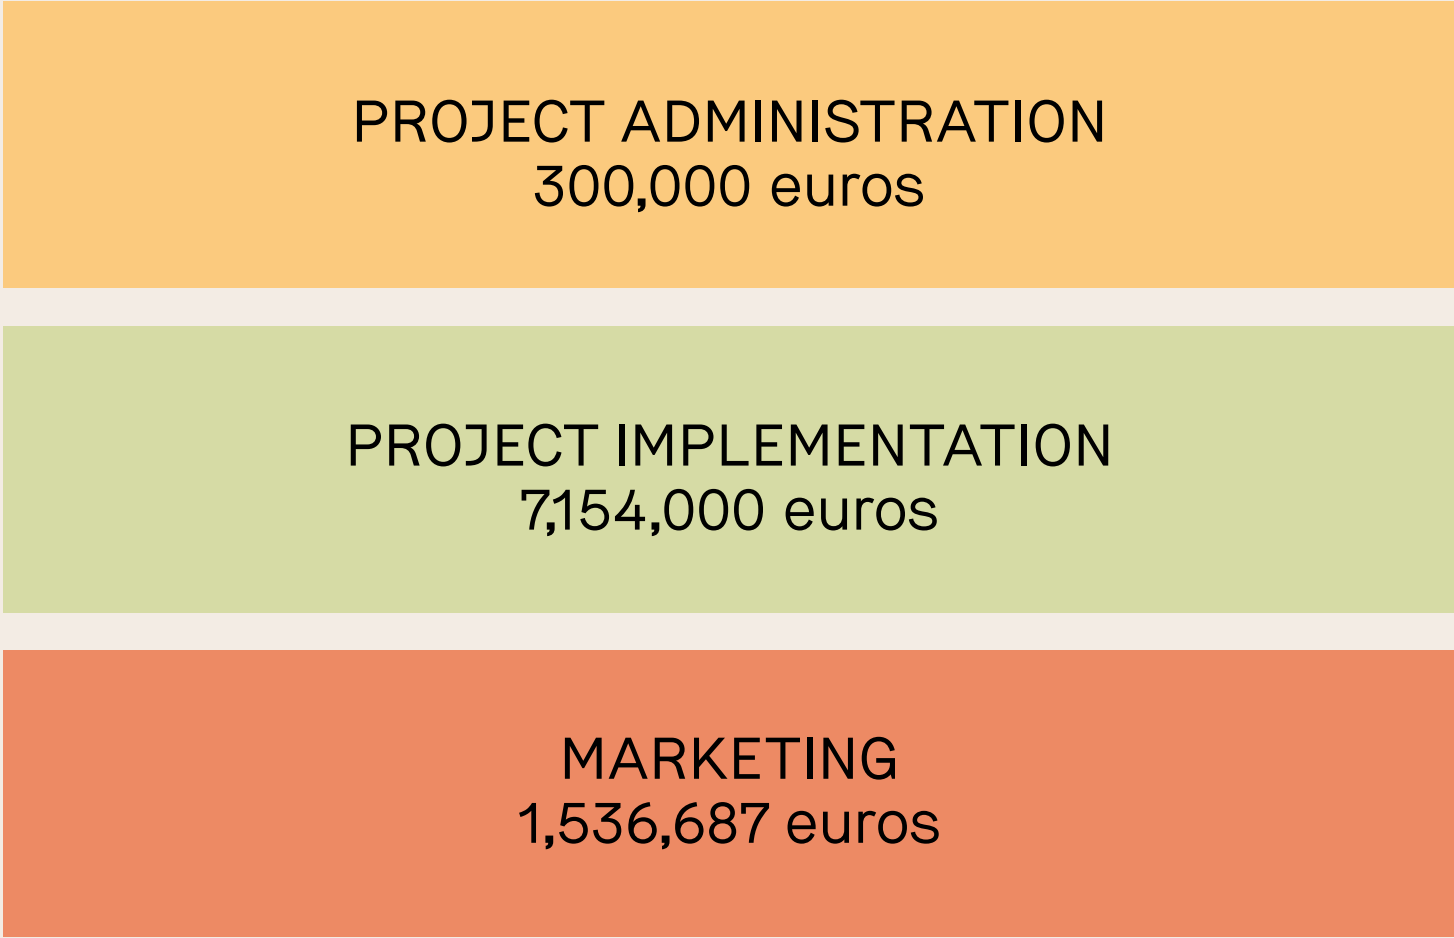 PROJECT ADMINISTRATION
300,000 euros
PROJECT IMPLEMENTATION
7,154,000 euros
MARKETING
1,536,687 euros